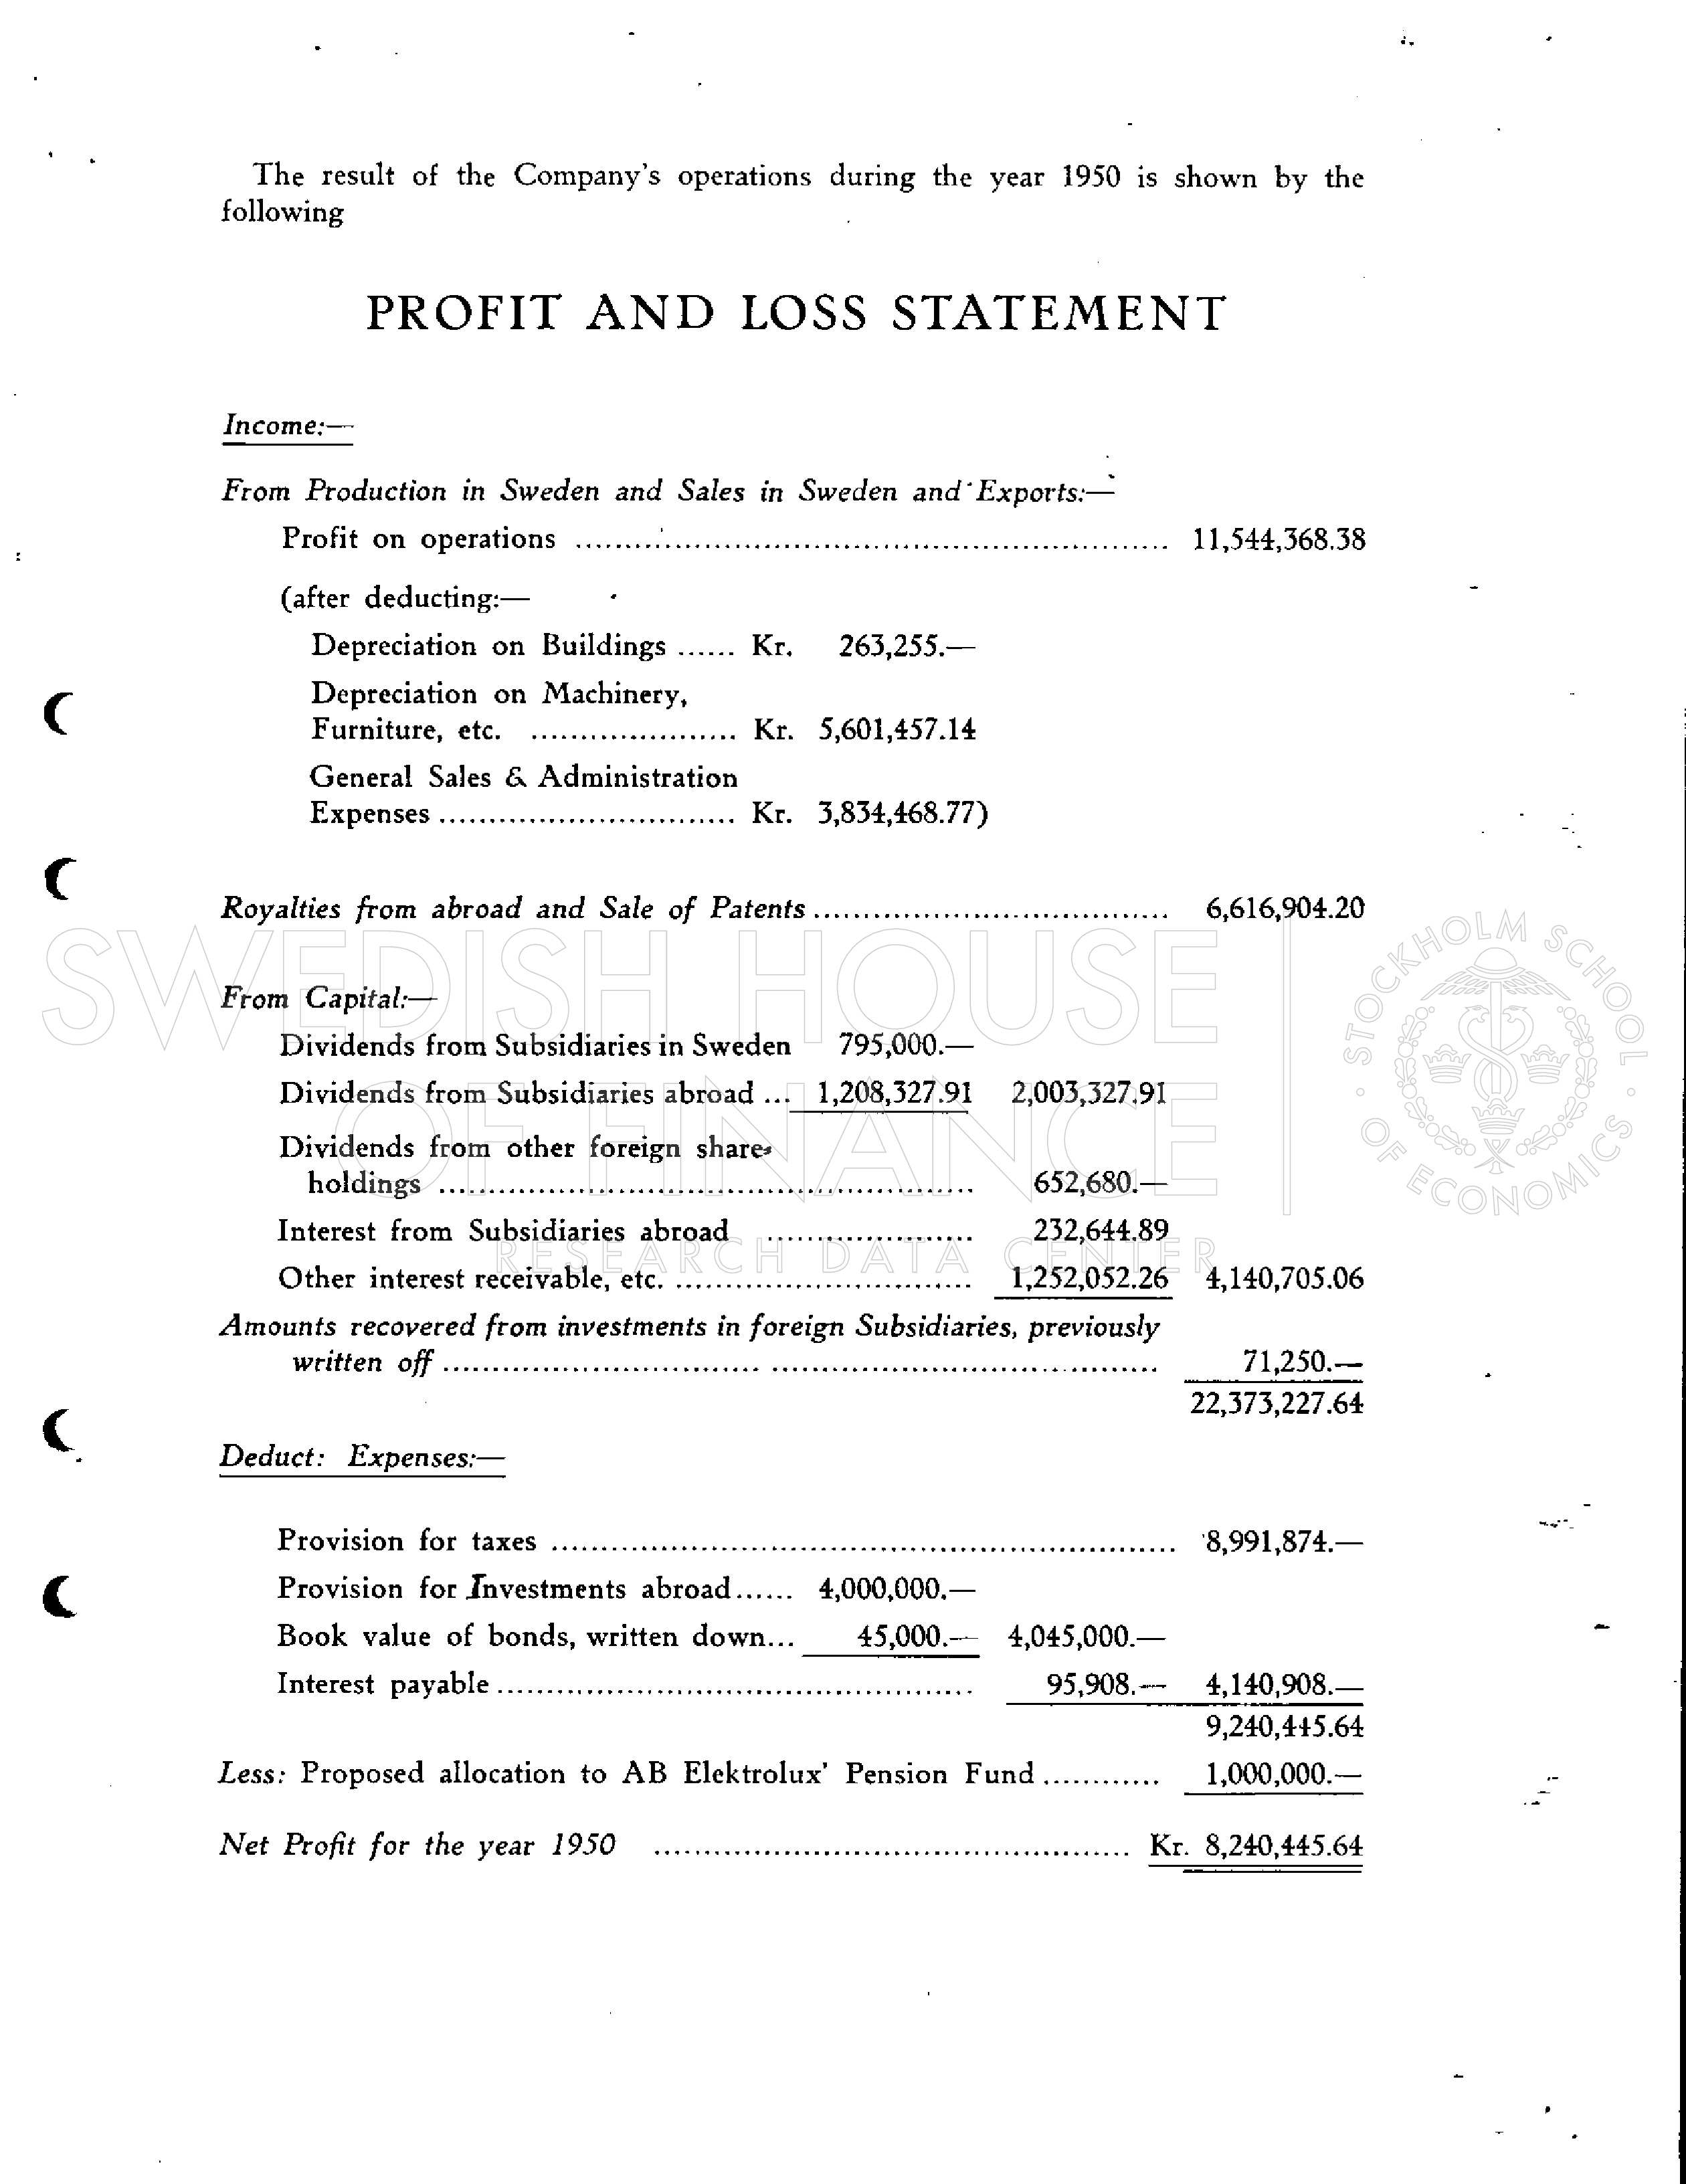 The result of the Company's operations during the year 1950 is shown by the
following
PROFIT AND LOSS STATEMENT
Income:—
From Production in Sweden and Sales in Sweden and Exports:—
Profit on operations ............................................................ 11,544,368.38
(after deducting:—
Depreciation on Buildings ...... Kr. 263,255.—
Depreciation on Machinery,
Furniture, etc. ..................... Kr. 5,601,457.14
General Sales & Administration
Expenses .............................. Kr. 3,834,468.77)
Royalties from abroad and Sale of Patents .................................... 6,616,904.20
From Capital:—
Dividends from Subsidiaries in Sweden 795,000.—
Dividends from Subsidiaries abroad ... 1,208,327.91 2,003,327.91
Dividends from other foreign share-
holdings ...................................................... 652,680.—
Interest from Subsidiaries abroad ..................... 232,644.89
Other interest receivable, etc. .............................. 1,252,052.26 4,140,705.06
Amounts recovered from investments in foreign Subsidiaries, previously
written off ........................................................................ 71,250.—
22,373,227.64
Deduct: Expenses:—
Provision for taxes ................................................................ 8,991,874.—
Provision for Investments abroad...... 4,000,000.—
Book value of bonds, written down... 45,000.— 4,045,000.—
Interest payable ................................................ 95,908.— 4,140,908.—
9,240,445.64
Less: Proposed allocation to AB Elektrolux' Pension Fund ............ 1,000,000.—
Net Profit for the year 1950 ................................................ Kr. 8,240,445.64
SWEDISH HOUSE
OF FINANCE
RESEARCH DATA CENTER
STOCKHOLM SCHOOL
OF ECONOMICS